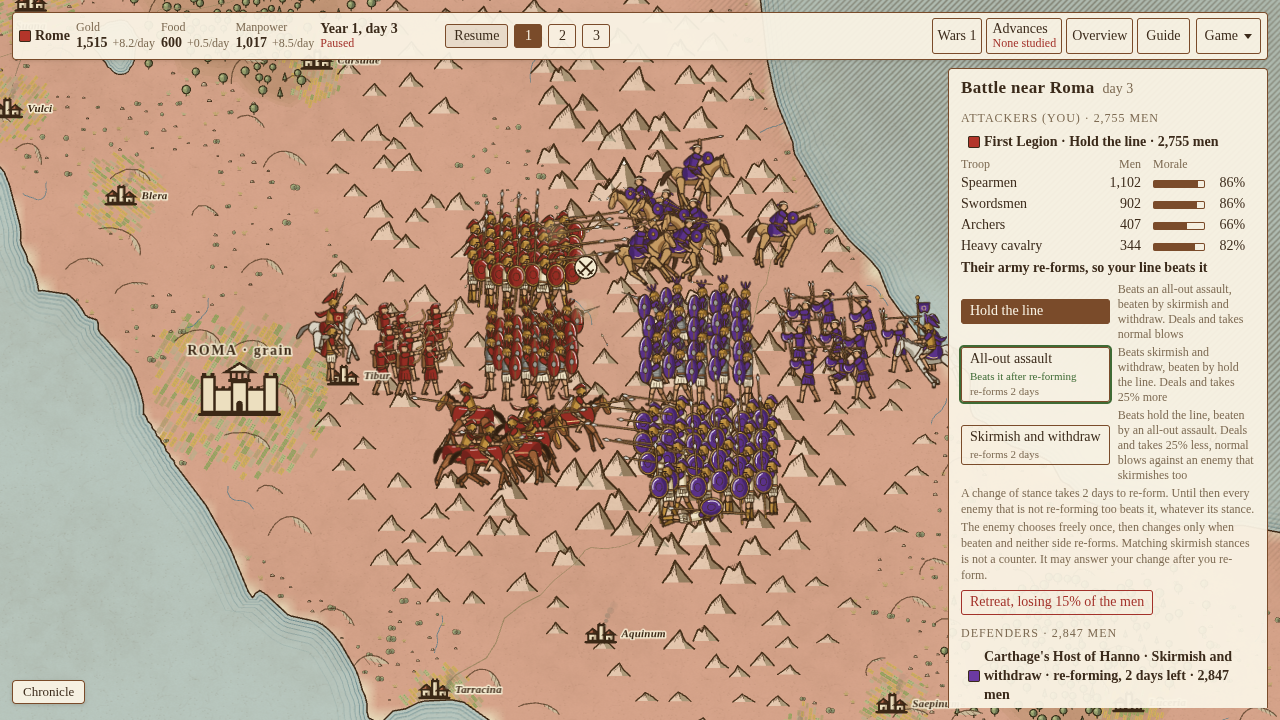 Rome
Gold
1,515 +8.2/day
Food
600 +0.5/day
Manpower
1,017 +8.5/day
Year 1, day 3
Paused
Resume
1
2
3
Wars 1
Advances
None studied
Overview
Guide
Game
Vulci
Blera
ROMA · grain
Tibur
Aquinum
Tarracina
Chronicle
Battle near Roma day 3
ATTACKERS (YOU) · 2,755 MEN
First Legion · Hold the line · 2,755 men
Troop Men Morale
Spearmen 1,102 86%
Swordsmen 902 86%
Archers 407 66%
Heavy cavalry 344 82%
Their army re-forms, so your line beats it
Hold the line
Beats an all-out assault,
beaten by skirmish and
withdraw. Deals and takes
normal blows
All-out assault
Beats it after re-forming
re-forms 2 days
Beats skirmish and
withdraw, beaten by hold
the line. Deals and takes
25% more
Skirmish and withdraw
re-forms 2 days
Beats hold the line, beaten
by an all-out assault. Deals
and takes 25% less, normal
blows against an enemy that
skirmishes too
A change of stance takes 2 days to re-form. Until then every
enemy that is not re-forming too beats it, whatever its stance.
The enemy chooses freely once, then changes only when
beaten and neither side re-forms. Matching skirmish stances
is not a counter. It may answer your change after you re-
form.
Retreat, losing 15% of the men
DEFENDERS · 2,847 MEN
Carthage's Host of Hanno · Skirmish and
withdraw · re-forming, 2 days left · 2,847
men